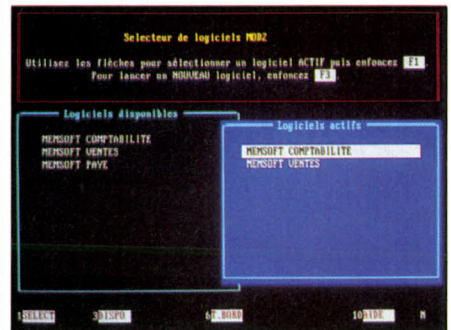 Selecteur de logiciels MOD2
Utilisez les flèches pour sélectionner un logiciel ACTIF puis enfoncez F1.
Pour lancer un NOUVEAU logiciel, enfoncez F3.
Logiciels disponibles
MEMSOFT COMPTABILITE
MEMSOFT VENTES
MEMSOFT PAYE
Logiciels actifs
MEMSOFT COMPTABILITE
MEMSOFT VENTES
1SELECT 3DISPO 6T.BORD 10AIDE M